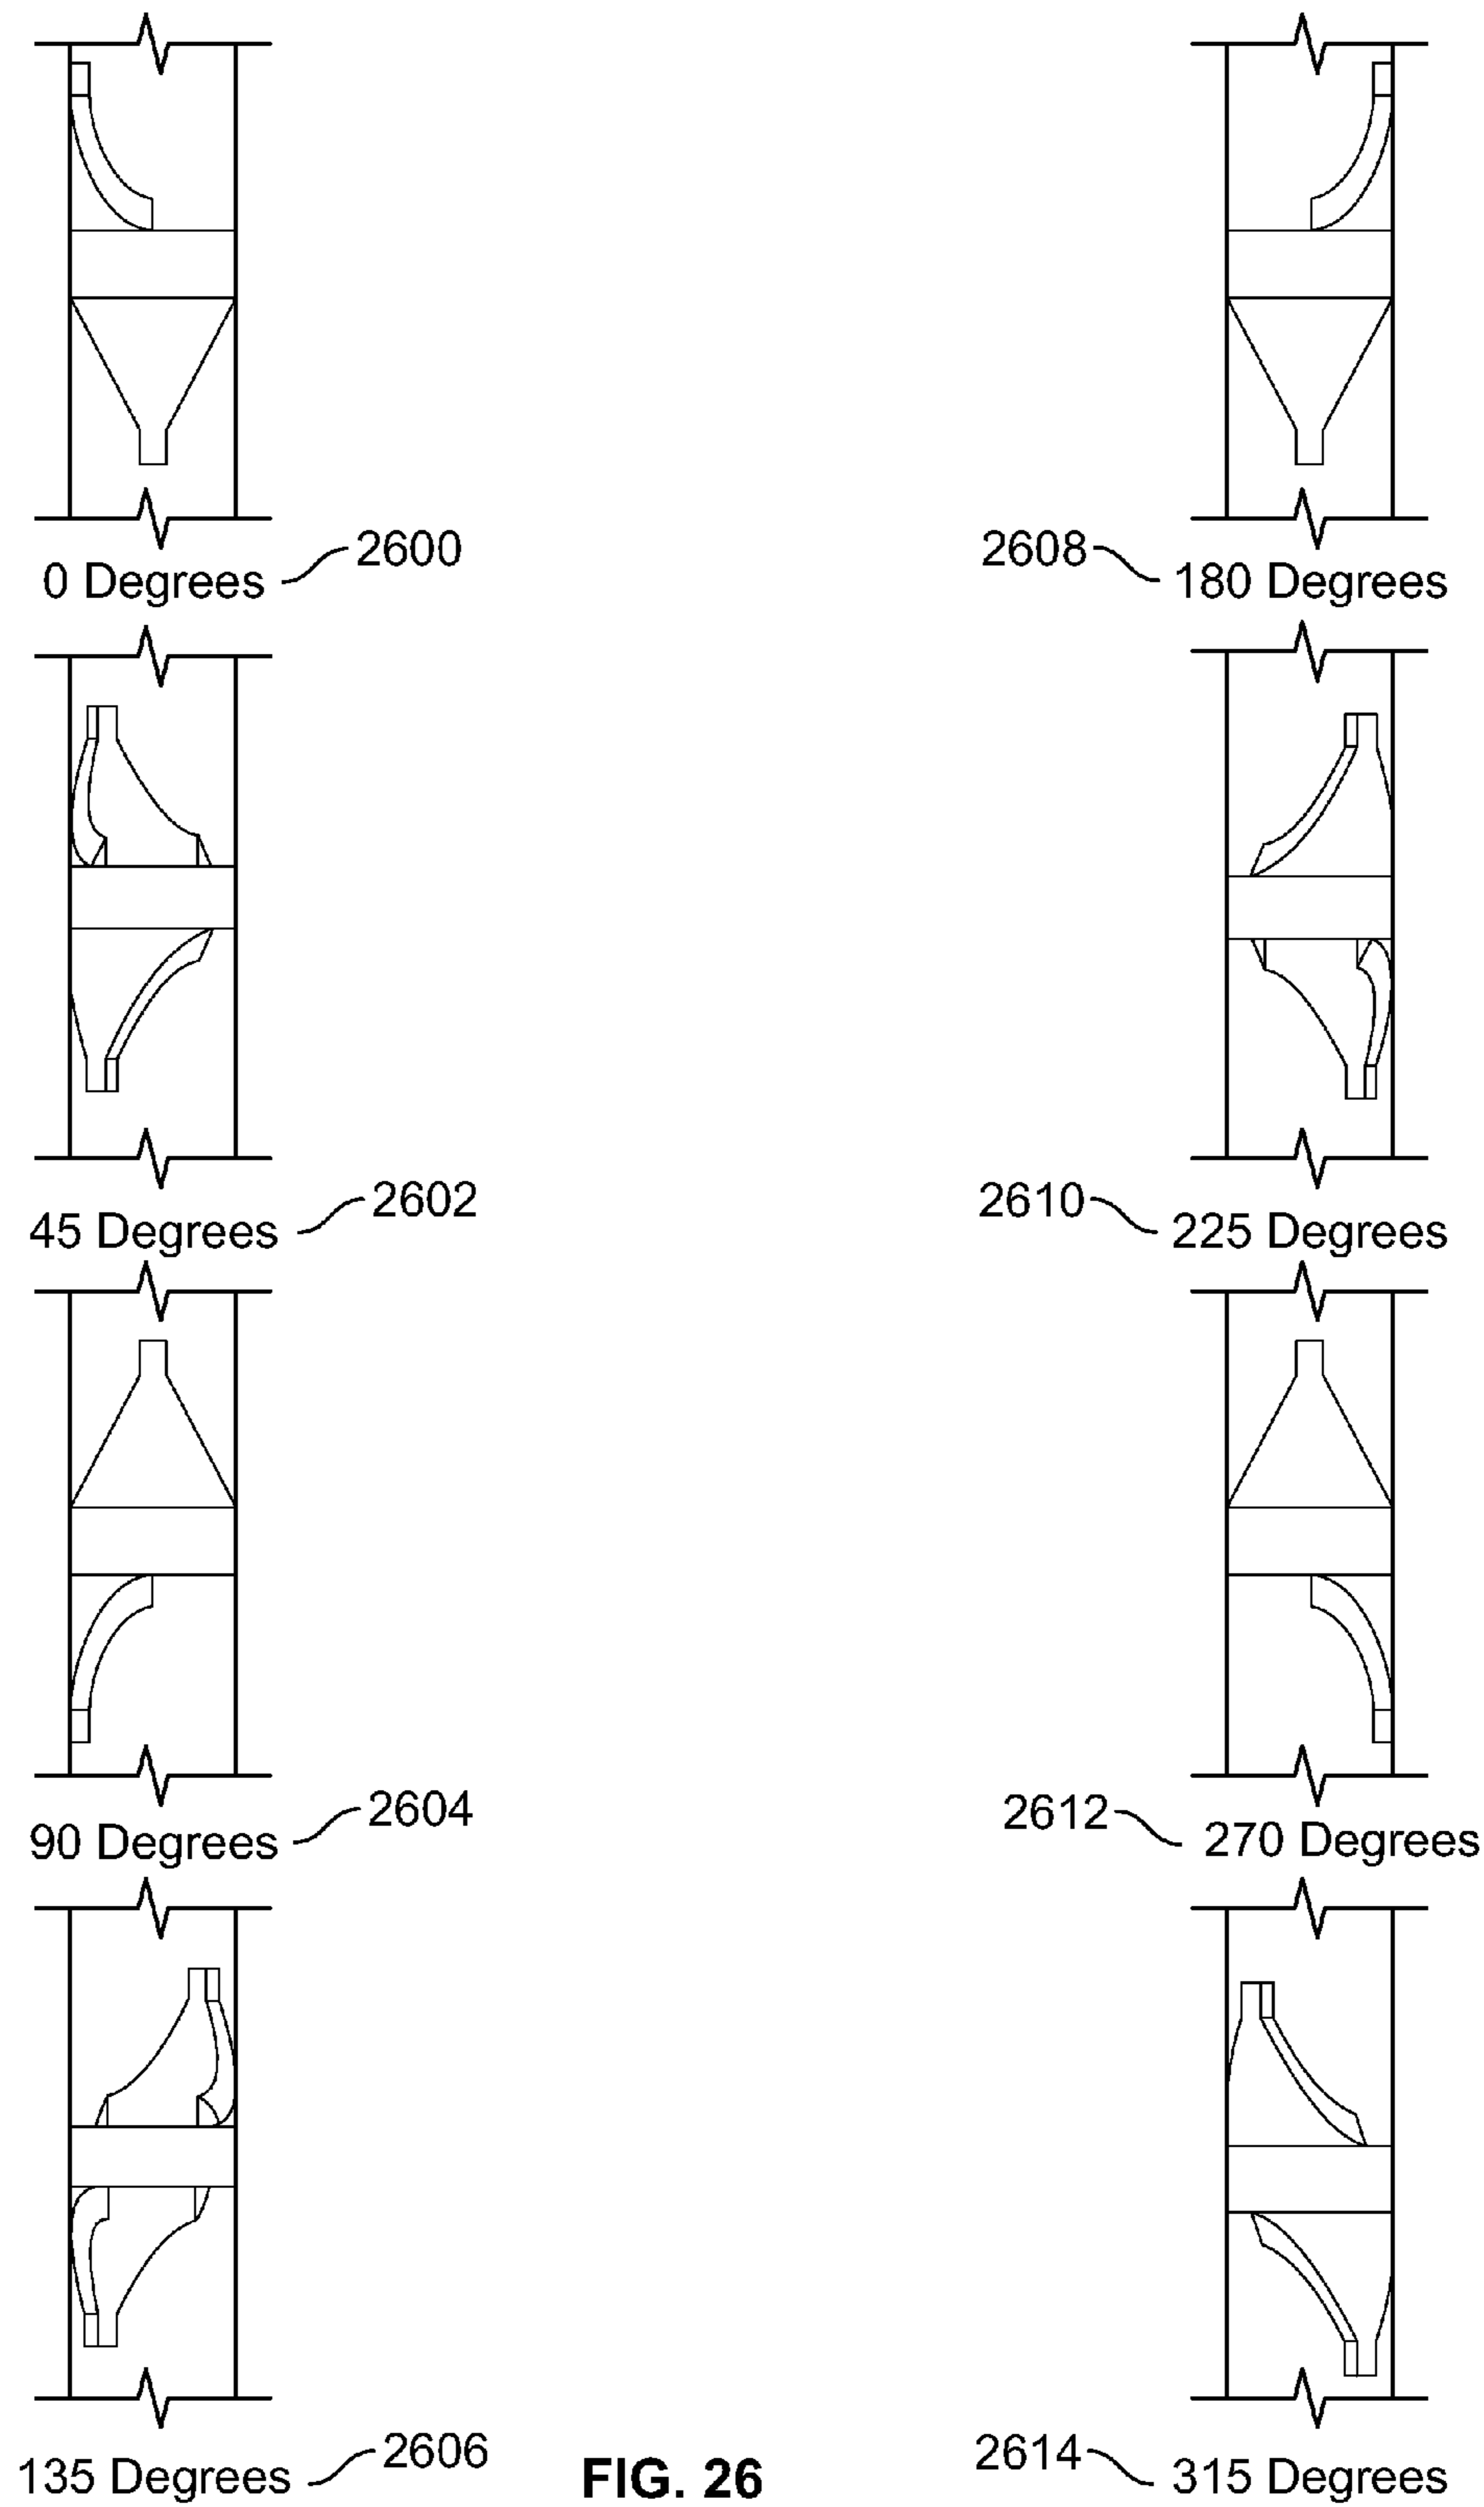 2600
0 Degrees
2608
180 Degrees
2602
45 Degrees
2610
225 Degrees
2604
90 Degrees
2612
270 Degrees
2606
135 Degrees
FIG. 26
2614
315 Degrees